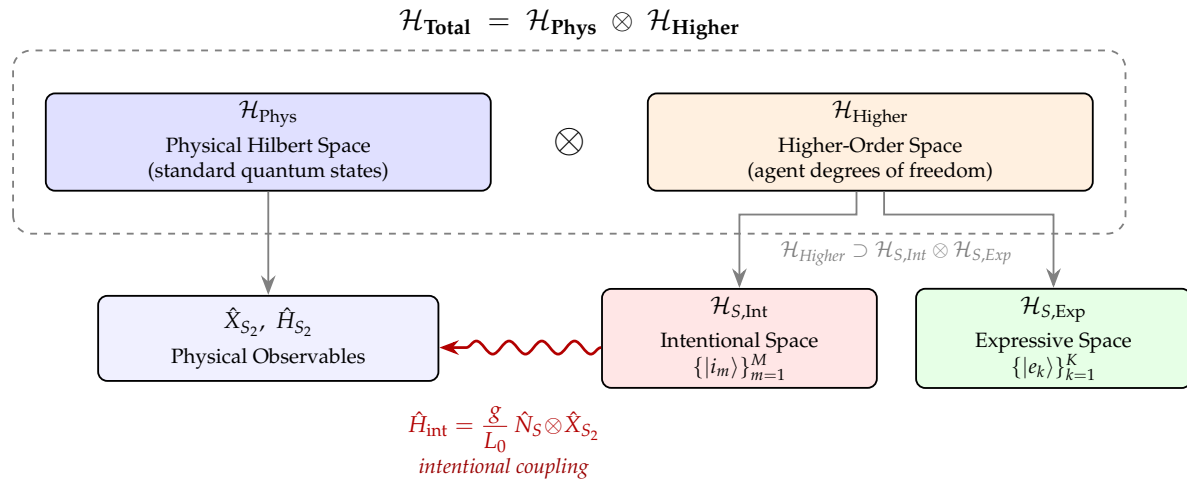 ℋ_Total = ℋ_Phys ⊗ ℋ_Higher
ℋ_Phys
Physical Hilbert Space
(standard quantum states)
⊗
ℋ_Higher
Higher-Order Space
(agent degrees of freedom)
ℋ_Higher ⊃ ℋ_S,Int ⊗ ℋ_S,Exp
X̂_S₂, Ĥ_S₂
Physical Observables
ℋ_S,Int
Intentional Space
{|i_m⟩}_{m=1}^M
ℋ_S,Exp
Expressive Space
{|e_k⟩}_{k=1}^K
Ĥ_int = g/L₀ N̂_S ⊗ X̂_S₂
intentional coupling